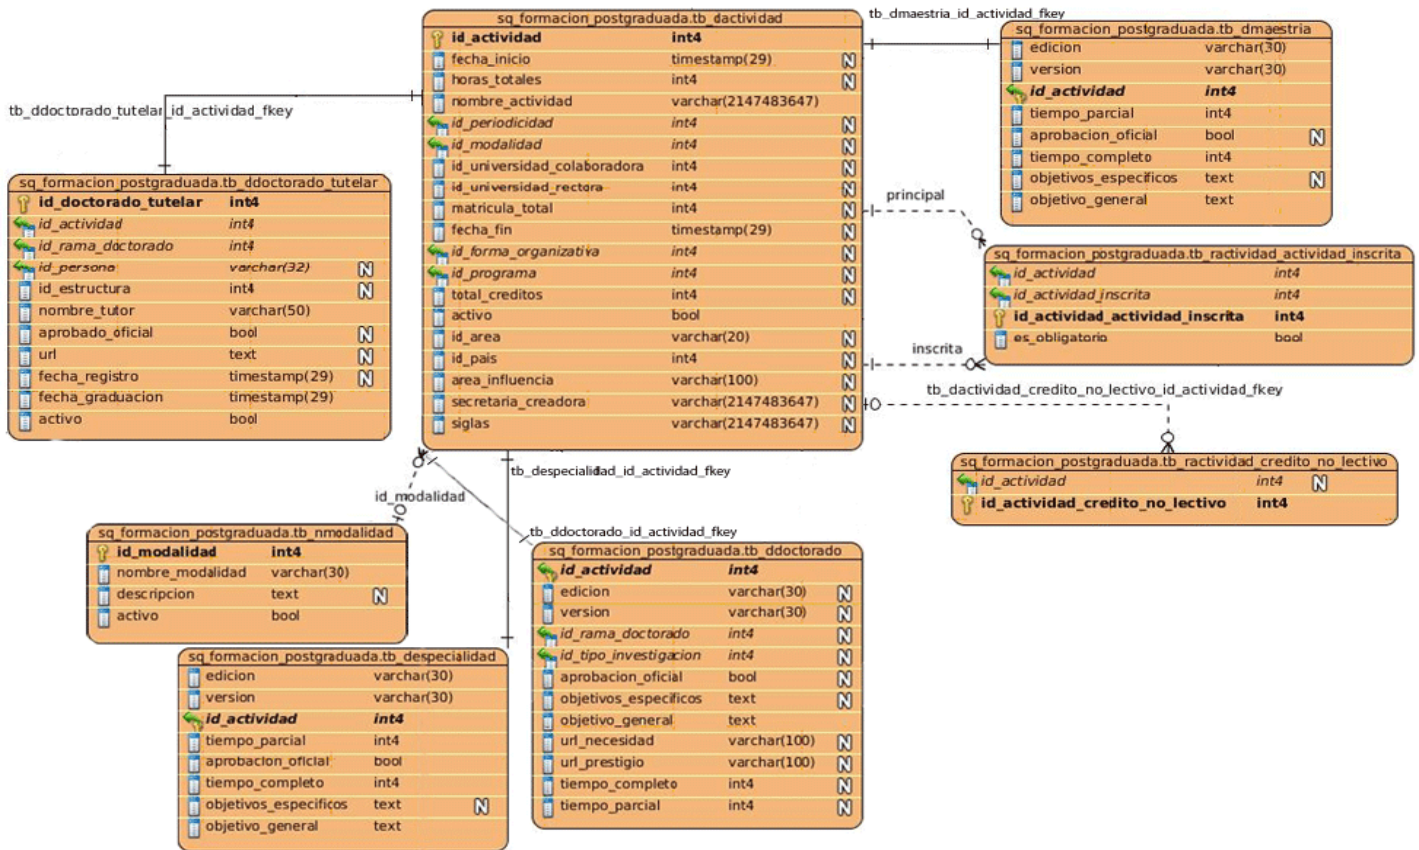 sq_formacion_postgraduada.tb_dactividad
id_actividad int4
fecha_inicio timestamp(29) N
horas_totales int4 N
nombre_actividad varchar(2147483647)
id_periodicidad int4 N
id_modalidad int4 N
id_universidad_colaboradora int4 N
id_universidad_rectora int4 N
matricula_total int4 N
fecha_fin timestamp(29) N
id_forma_organizativa int4 N
id_programa int4 N
total_creditos int4 N
activo bool
id_area varchar(20) N
id_pais int4 N
area_influencia varchar(100) N
secretaria_creadora varchar(2147483647) N
siglas varchar(2147483647) N
tb_dmaestria_id_actividad_fkey
sq_formacion_postgraduada.tb_dmaestria
edicion varchar(30)
version varchar(30)
id_actividad int4
tiempo_parcial int4
aprobacion_oficial bool N
tiempo_completo int4
objetivos_especificos text N
objetivo_general text
tb_ddoctorado_tutelar_id_actividad_fkey
sq_formacion_postgraduada.tb_ddoctorado_tutelar
id_doctorado_tutelar int4
id_actividad int4
id_rama_doctorado int4
id_persona varchar(32) N
id_estructura int4 N
nombre_tutor varchar(50)
aprobado_oficial bool N
url text N
fecha_registro timestamp(29) N
fecha_graduacion timestamp(29)
activo bool
principal
sq_formacion_postgraduada.tb_ractividad_actividad_inscrita
id_actividad int4
id_actividad_inscrita int4
id_actividad_actividad_inscrita int4
es_obligatorio bool
inscrita
tb_dactividad_credito_no_lectivo_id_actividad_fkey
sq_formacion_postgraduada.tb_ractividad_credito_no_lectivo
id_actividad int4 N
id_actividad_credito_no_lectivo int4
tb_despecialidad_id_actividad_fkey
id_modalidad
sq_formacion_postgraduada.tb_nmodalidad
id_modalidad int4
nombre_modalidad varchar(30)
descripcion text N
activo bool
tb_ddoctorado_id_actividad_fkey
sq_formacion_postgraduada.tb_ddoctorado
id_actividad int4
edicion varchar(30) N
version varchar(30) N
id_rama_doctorado int4 N
id_tipo_investigacion int4 N
aprobacion_oficial bool N
objetivos_especificos text N
objetivo_general text
url_necesidad varchar(100) N
url_prestigio varchar(100) N
tiempo_completo int4 N
tiempo_parcial int4 N
sq_formacion_postgraduada.tb_despecialidad
edicion varchar(30)
version varchar(30)
id_actividad int4
tiempo_parcial int4
aprobacion_oficial bool
tiempo_completo int4
objetivos_especificos text N
objetivo_general text